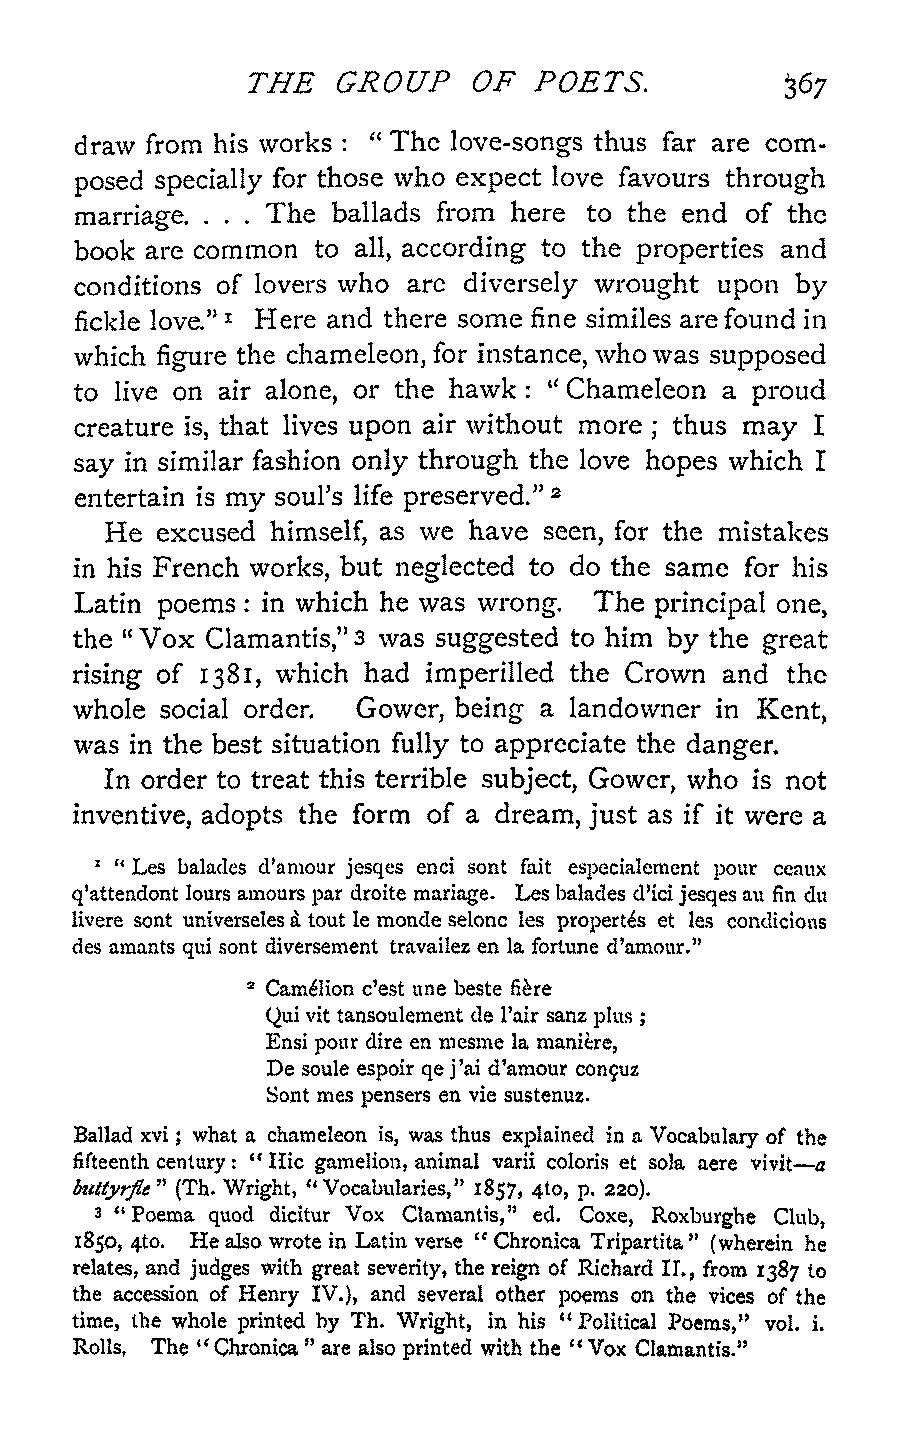 THE GROUP OF POETS. 367
draw from his works : " The love-songs thus far are com-
posed specially for those who expect love favours through
marriage. . . . The ballads from here to the end of the
book are common to all, according to the properties and
conditions of lovers who are diversely wrought upon by
fickle love." ¹ Here and there some fine similes are found in
which figure the chameleon, for instance, who was supposed
to live on air alone, or the hawk : " Chameleon a proud
creature is, that lives upon air without more ; thus may I
say in similar fashion only through the love hopes which I
entertain is my soul's life preserved." ²
He excused himself, as we have seen, for the mistakes
in his French works, but neglected to do the same for his
Latin poems : in which he was wrong. The principal one,
the " Vox Clamantis," ³ was suggested to him by the great
rising of 1381, which had imperilled the Crown and the
whole social order. Gower, being a landowner in Kent,
was in the best situation fully to appreciate the danger.
In order to treat this terrible subject, Gower, who is not
inventive, adopts the form of a dream, just as if it were a
¹ " Les balades d'amour jesqes enci sont fait especialement pour ceaux
q'attendont lours amours par droite mariage. Les balades d'ici jesqes au fin du
livere sont universeles à tout le monde selonc les propertés et les condicions
des amants qui sont diversement travailez en la fortune d'amour."
² Camélion c'est une beste fière
Qui vit tansoulement de l'air sanz plus ;
Ensi pour dire en mesme la manière,
De soule espoir qe j'ai d'amour conçuz
Sont mes pensers en vie sustenuz.
Ballad xvi ; what a chameleon is, was thus explained in a Vocabulary of the
fifteenth century : " Hic gamelion, animal varii coloris et sola aere vivit—a
buttyrfle " (Th. Wright, " Vocabularies," 1857, 4to, p. 220).
³ " Poema quod dicitur Vox Clamantis," ed. Coxe, Roxburghe Club,
1850, 4to. He also wrote in Latin verse " Chronica Tripartita " (wherein he
relates, and judges with great severity, the reign of Richard II., from 1387 to
the accession of Henry IV.), and several other poems on the vices of the
time, the whole printed by Th. Wright, in his " Political Poems," vol. i.
Rolls, The " Chronica " are also printed with the " Vox Clamantis."